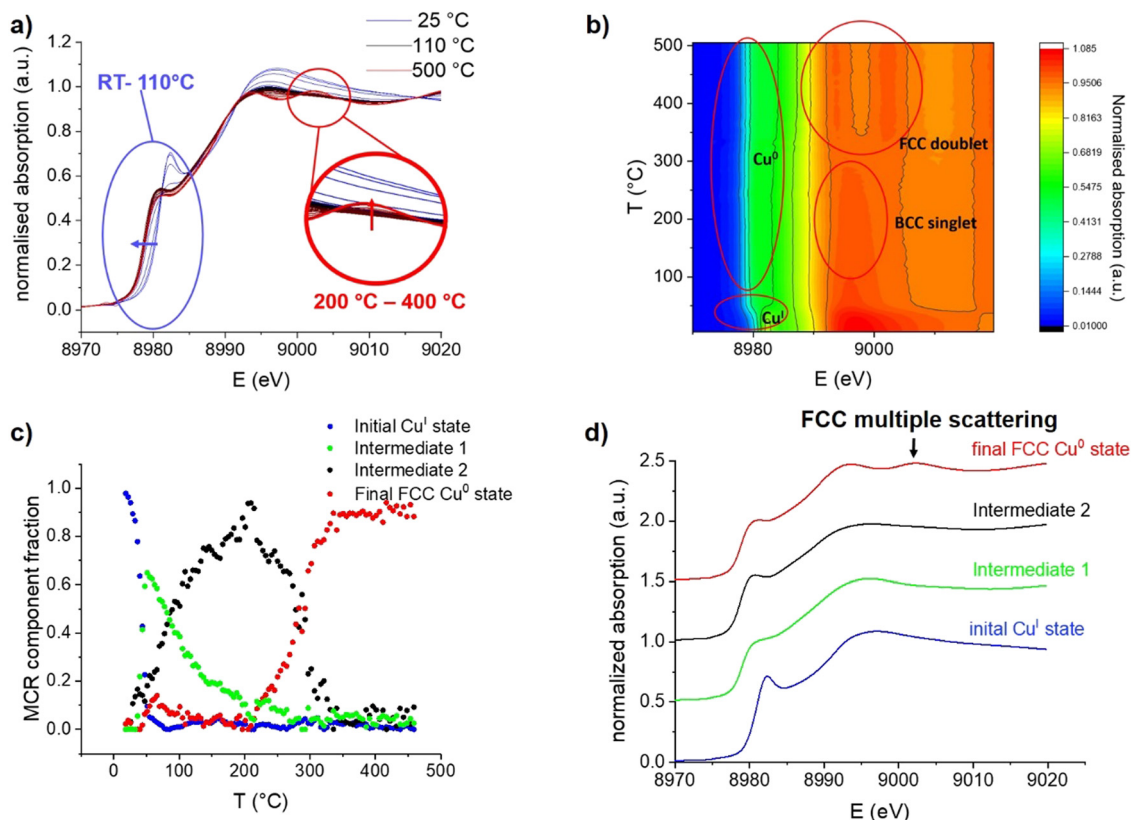 a)
25 °C
110 °C
500 °C
RT- 110°C
200 °C – 400 °C
normalised absorption (a.u.)
1.2
1.0
0.8
0.6
0.4
0.2
0.0
8970 8980 8990 9000 9010 9020
E (eV)
b)
Cu⁰
FCC doublet
BCC singlet
Cuᴵ
T (°C)
500
400
300
200
100
8980 9000
E (eV)
1.085
0.9506
0.8163
0.6819
0.5475
0.4131
0.2788
0.1444
0.01000
Normalised absorption (a.u.)
c)
Initial Cuᴵ state
Intermediate 1
Intermediate 2
Final FCC Cu⁰ state
MCR component fraction
1.0
0.8
0.6
0.4
0.2
0.0
0 100 200 300 400 500
T (°C)
d)
FCC multiple scattering
final FCC Cu⁰ state
Intermediate 2
Intermediate 1
inital Cuᴵ state
normalized absorption (a.u.)
2.5
2.0
1.5
1.0
0.5
0.0
8970 8980 8990 9000 9010 9020
E (eV)